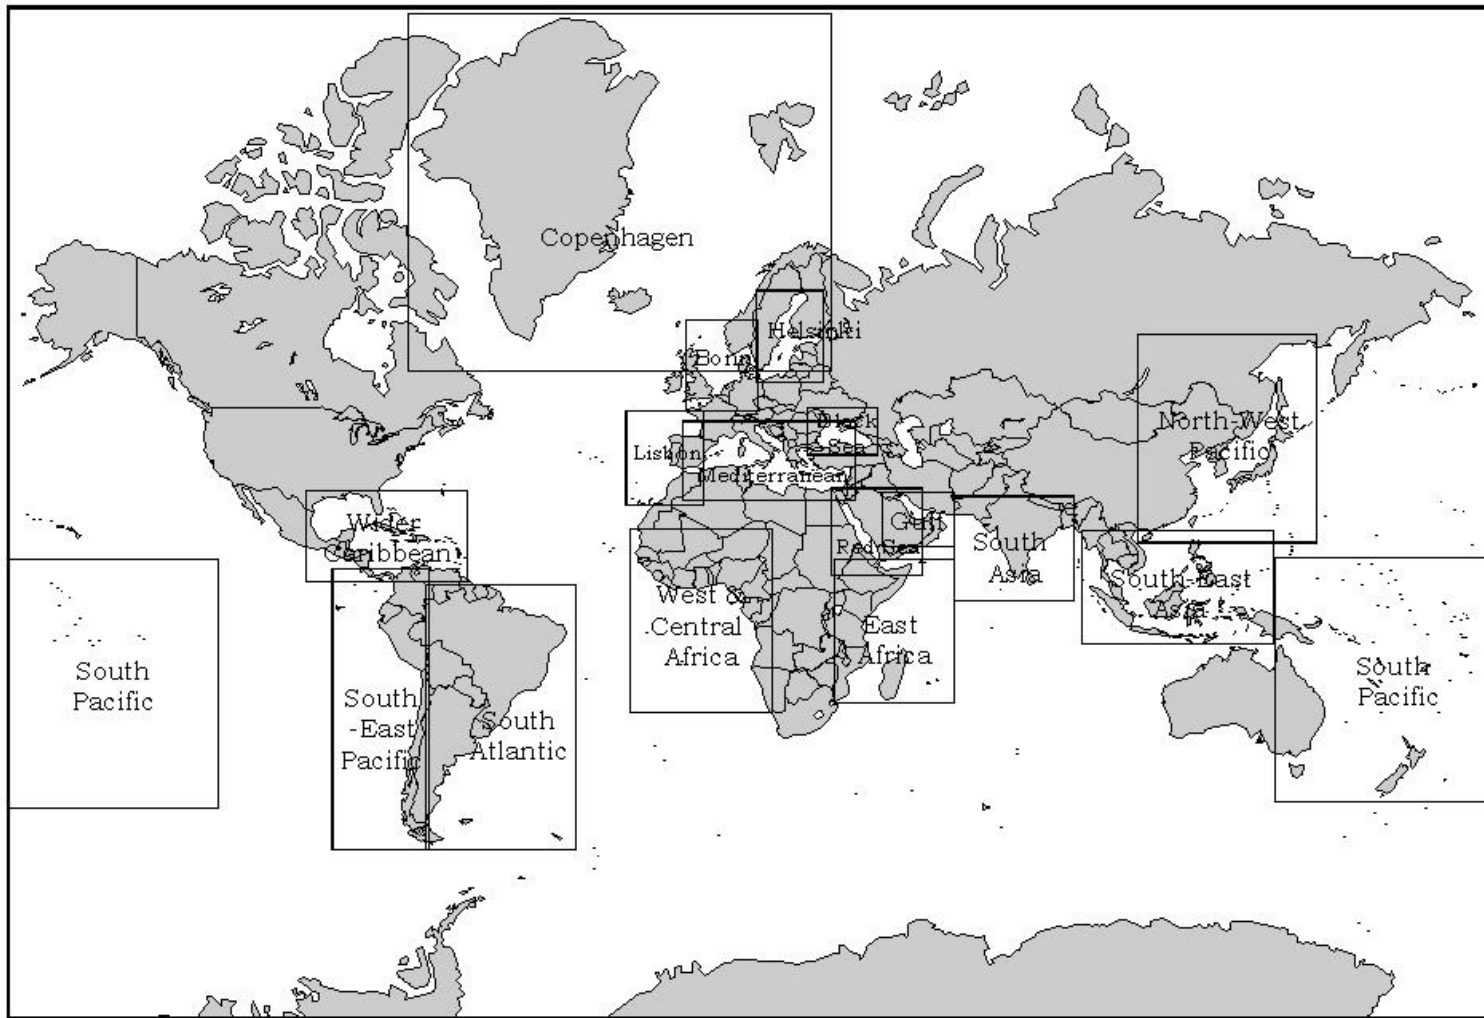 Copenhagen
Helsinki
Bonn
Black
Sea
Lisbon
Mediterranean
North-West
Pacific
Wider
Caribbean
Gulf
Red Sea
South
Asia
South-East
Asia
West &
Central
Africa
East
Africa
South
Pacific
South
-East
Pacific
South
Atlantic
South
Pacific